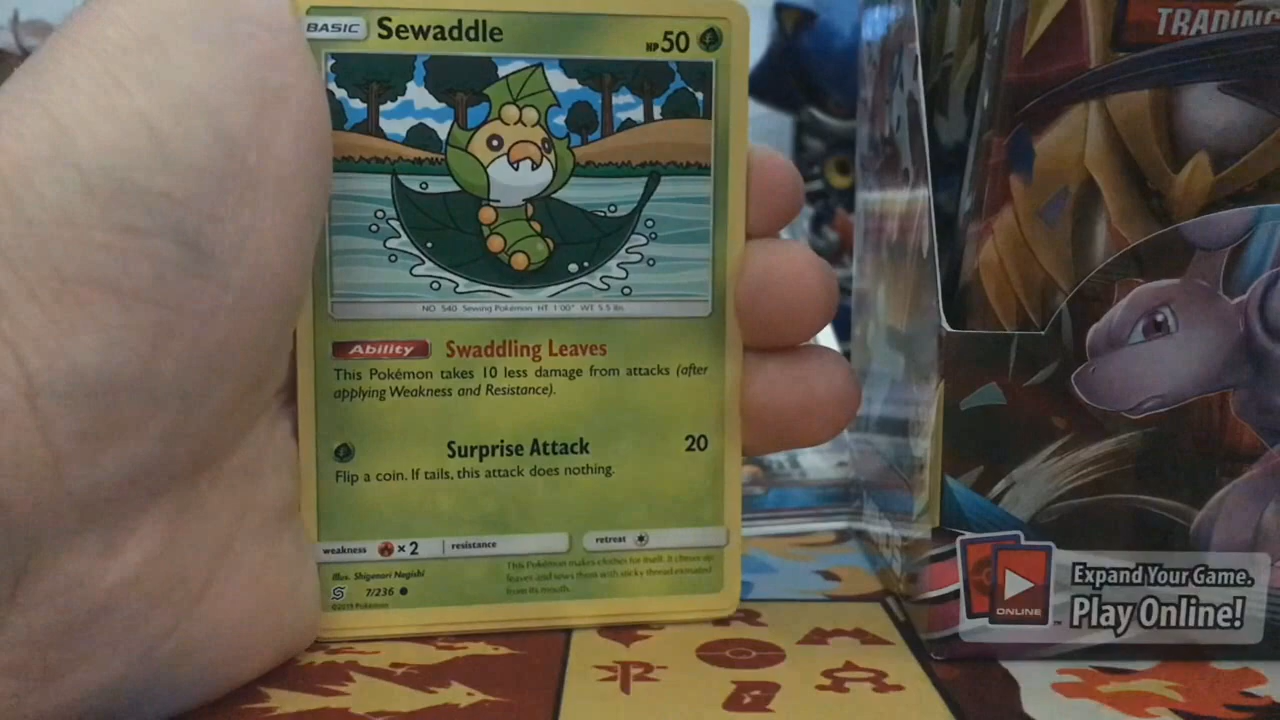 BASIC Sewaddle HP 50
NO. 540 Sewing Pokémon HT 1'00" WT 5.5 lbs.
Ability Swaddling Leaves
This Pokémon takes 10 less damage from attacks (after
applying Weakness and Resistance).
Surprise Attack 20
Flip a coin. If tails, this attack does nothing.
weakness ×2 resistance retreat
Illus. Shigenori Negishi
7/236
©2019 Pokémon
This Pokémon makes clothes for itself. It chews up
leaves and sews them with sticky thread extruded
from its mouth.
TRADING
ONLINE
Expand Your Game.
Play Online!